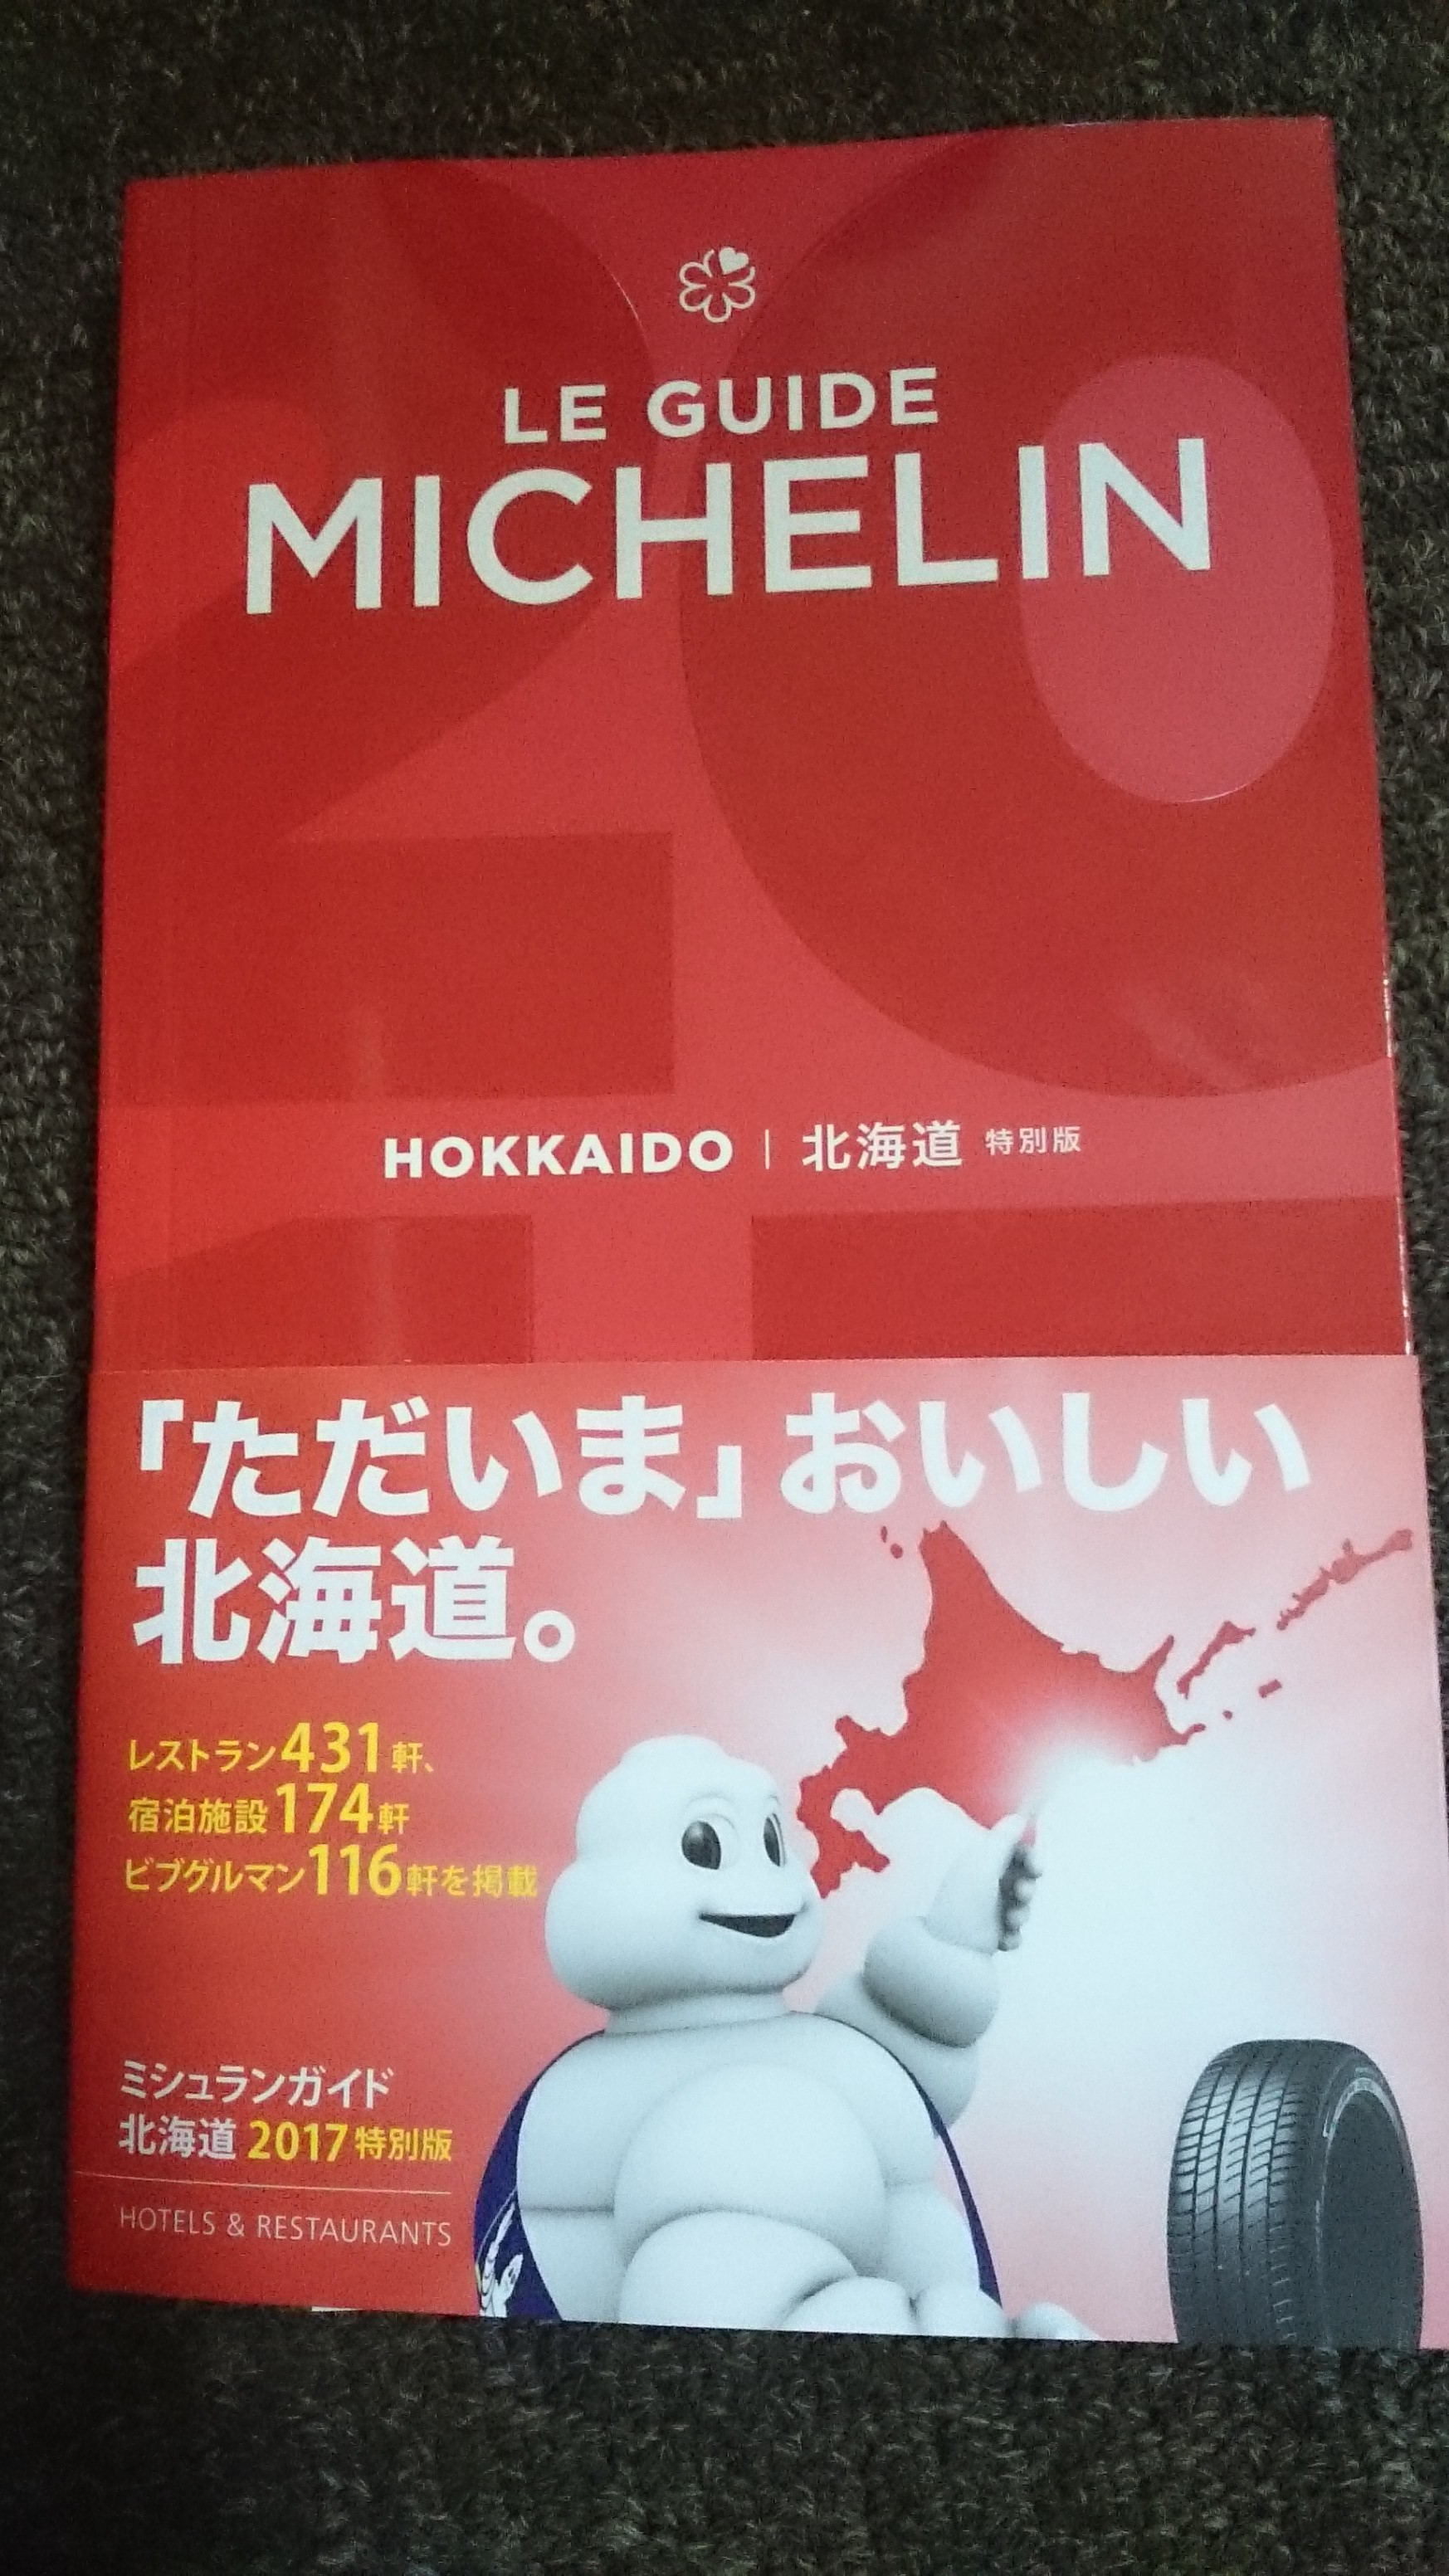 LE GUIDE
MICHELIN
HOKKAIDO | 北海道 特別版
「ただいま」おいしい
北海道。
レストラン431軒、
宿泊施設174軒
ビブグルマン116軒を掲載
ミシュランガイド
北海道 2017 特別版
HOTELS & RESTAURANTS